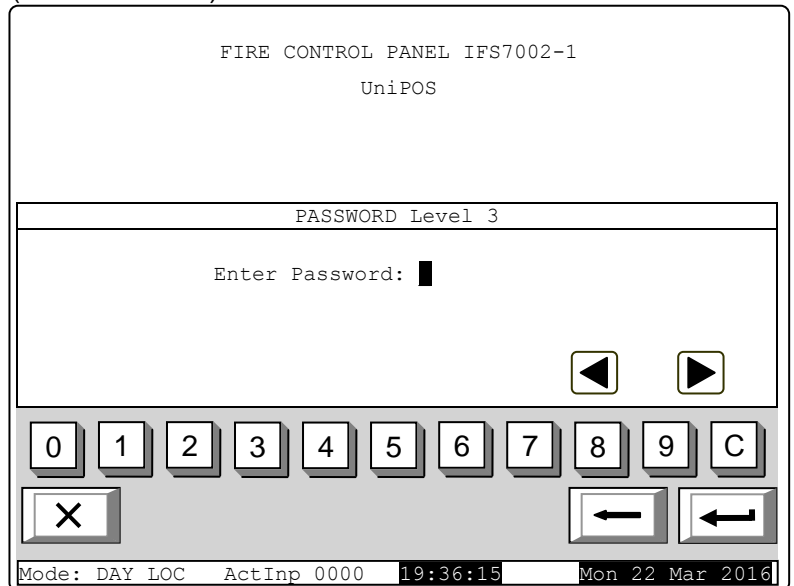 FIRE CONTROL PANEL IFS7002-1
UniPOS
PASSWORD Level 3
Enter Password:
0 1 2 3 4 5 6 7 8 9 C
Mode: DAY LOC ActInp 0000 19:36:15 Mon 22 Mar 2016